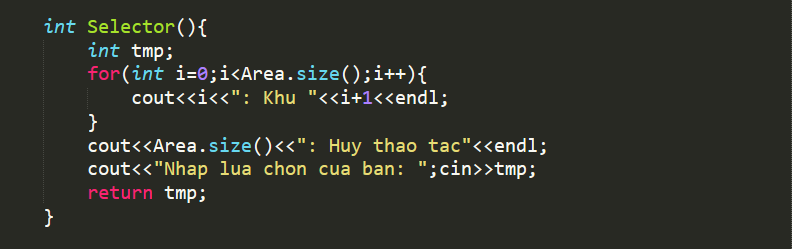 int Selector(){
    int tmp;
    for(int i=0;i<Area.size();i++){
        cout<<i<<": Khu "<<i+1<<endl;
    }
    cout<<Area.size()<<": Huy thao tac"<<endl;
    cout<<"Nhap lua chon cua ban: ";cin>>tmp;
    return tmp;
}